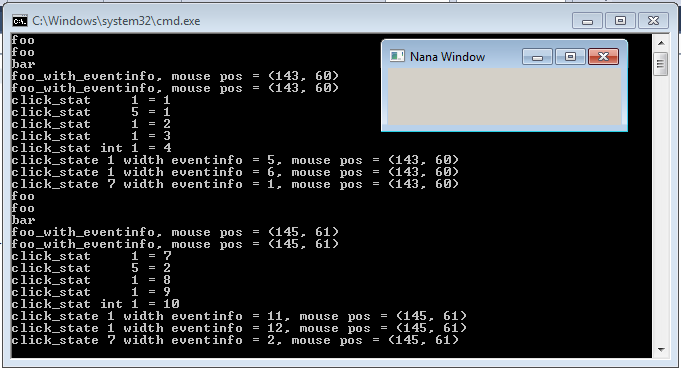 C:\Windows\system32\cmd.exe
foo
foo
bar
foo_with_eventinfo, mouse pos = (143, 60)
foo_with_eventinfo, mouse pos = (143, 60)
click_stat     1 = 1
click_stat     5 = 1
click_stat     1 = 2
click_stat     1 = 3
click_stat int 1 = 4
click_state 1 width eventinfo = 5, mouse pos = (143, 60)
click_state 1 width eventinfo = 6, mouse pos = (143, 60)
click_state 7 width eventinfo = 1, mouse pos = (143, 60)
foo
foo
bar
foo_with_eventinfo, mouse pos = (145, 61)
foo_with_eventinfo, mouse pos = (145, 61)
click_stat     1 = 7
click_stat     5 = 2
click_stat     1 = 8
click_stat     1 = 9
click_stat int 1 = 10
click_state 1 width eventinfo = 11, mouse pos = (145, 61)
click_state 1 width eventinfo = 12, mouse pos = (145, 61)
click_state 7 width eventinfo = 2, mouse pos = (145, 61)
Nana Window